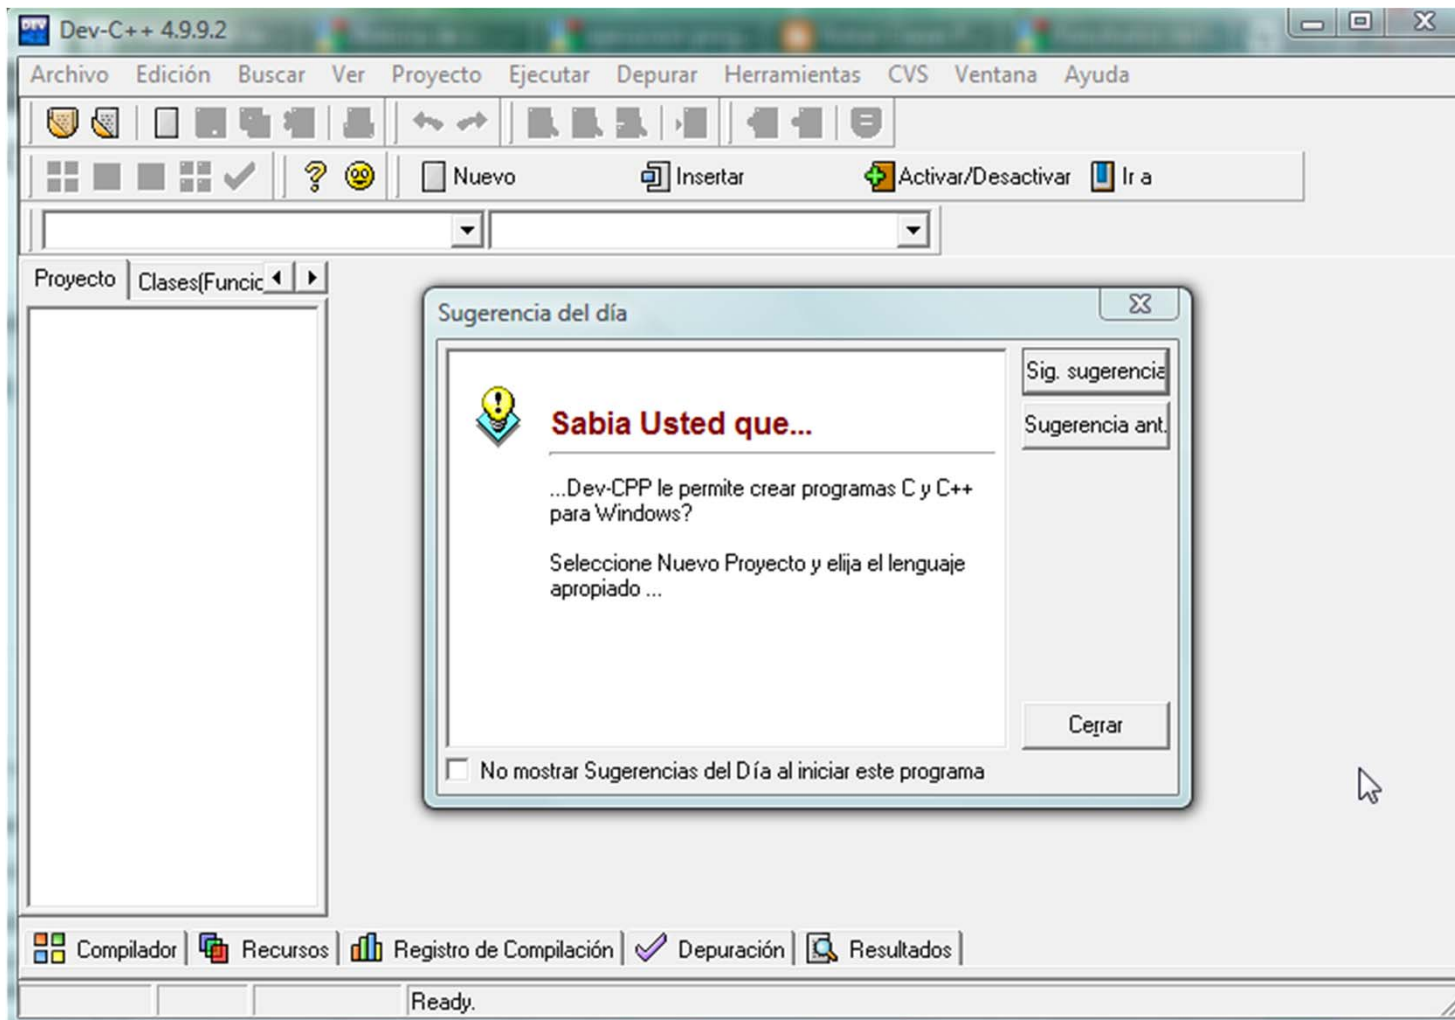 Dev-C++ 4.9.9.2
Archivo Edición Buscar Ver Proyecto Ejecutar Depurar Herramientas CVS Ventana Ayuda
Nuevo Insertar Activar/Desactivar Ir a
Proyecto Clases(Funcic
Sugerencia del día
Sig. sugerencia
Sugerencia ant.
Sabia Usted que...
...Dev-CPP le permite crear programas C y C++
para Windows?
Seleccione Nuevo Proyecto y elija el lenguaje
apropiado ...
Cerrar
No mostrar Sugerencias del Día al iniciar este programa
Compilador Recursos Registro de Compilación Depuración Resultados
Ready.